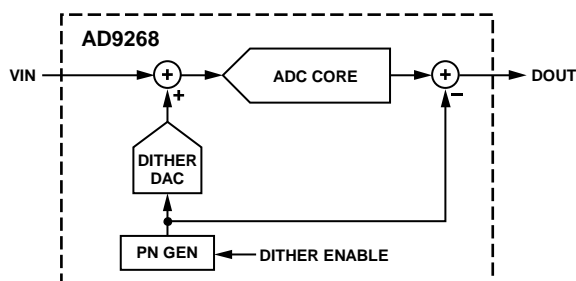 AD9268
VIN
+
ADC CORE
+
DOUT
+
−
DITHER
DAC
PN GEN
DITHER ENABLE